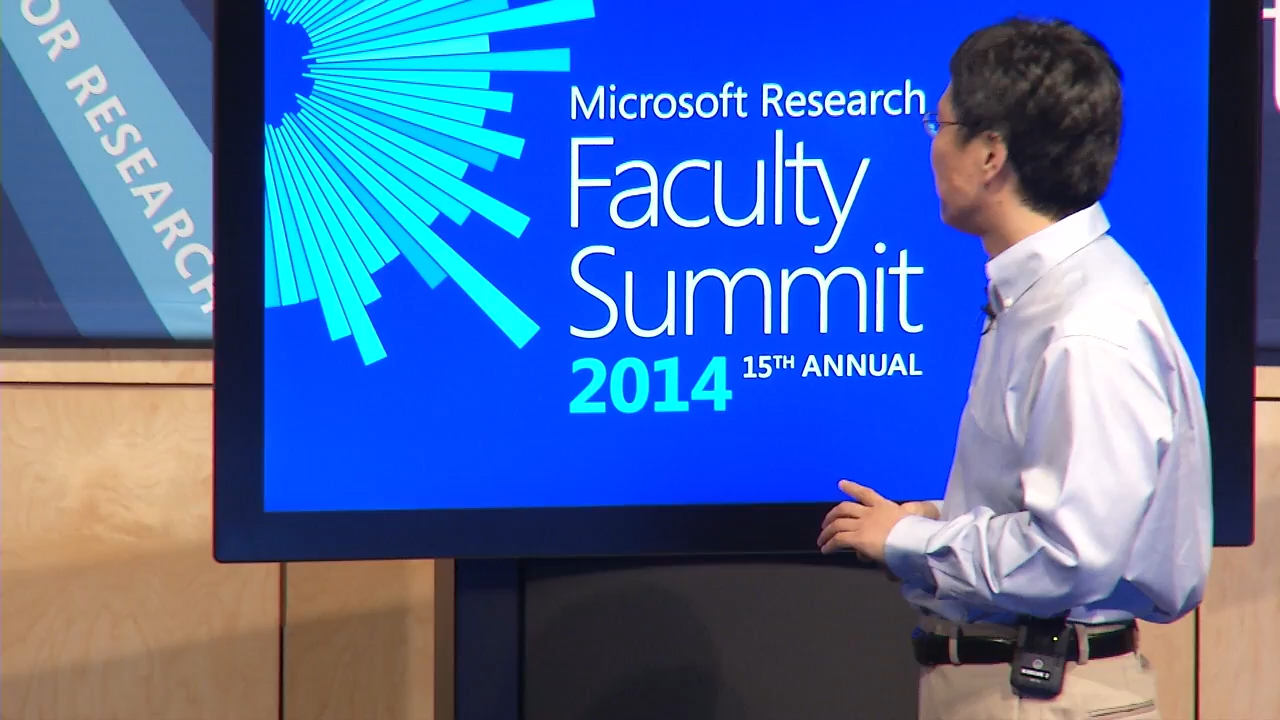 OR RESEARCH
Microsoft Research
Faculty
Summit
2014 15TH ANNUAL